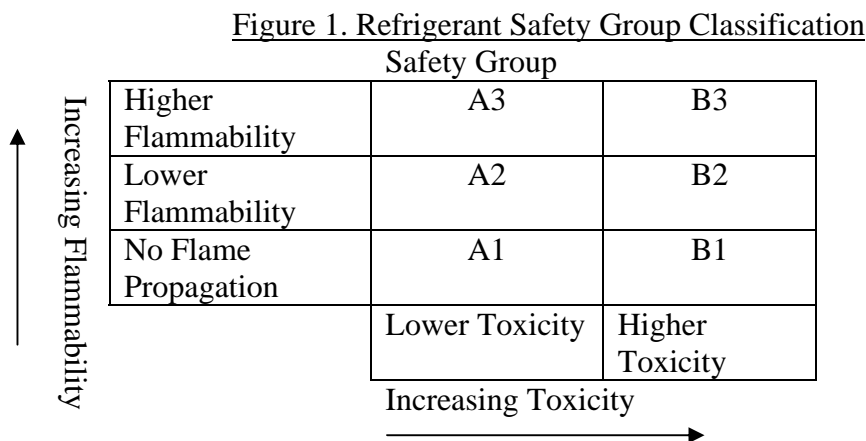 Figure 1. Refrigerant Safety Group Classification
Safety Group
Increasing Flammability
Higher Flammability A3 B3
Lower Flammability A2 B2
No Flame Propagation A1 B1
Lower Toxicity Higher Toxicity
Increasing Toxicity